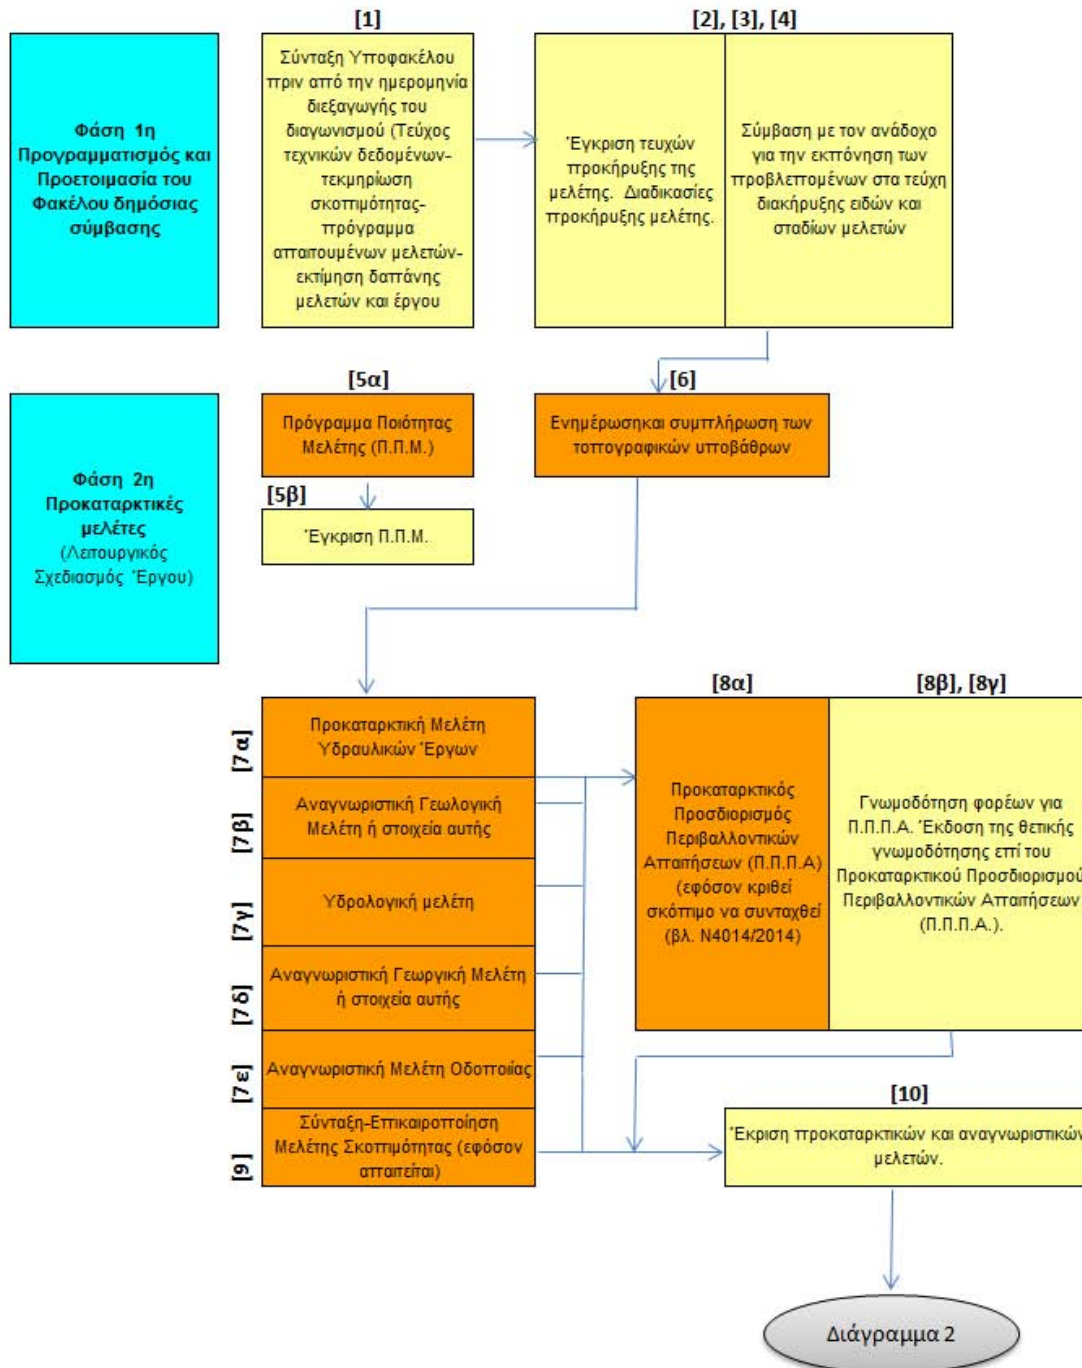 [1]
[2], [3], [4]
Φάση 1η
Προγραμματισμός και
Προετοιμασία του
Φακέλου δημόσιας
σύμβασης
Σύνταξη Υποφακέλου
πριν από την ημερομηνία
διεξαγωγής του
διαγωνισμού (Τεύχος
τεχνικών δεδομένων-
τεκμηρίωση
σκοπιμότητας-
πρόγραμμα
απαιτουμένων μελετών-
εκτίμηση δαπάνης
μελετών και έργου
Έγκριση τευχών
προκήρυξης της
μελέτης. Διαδικασίες
προκήρυξης μελέτης.
Σύμβαση με τον ανάδοχο
για την εκπόνηση των
προβλεπομένων στα τεύχη
διακήρυξης ειδών και
σταδίων μελετών
[5α]
[6]
Φάση 2η
Προκαταρκτικές
μελέτες
(Λειτουργικός
Σχεδιασμός Έργου)
Πρόγραμμα Ποιότητας
Μελέτης (Π.Π.Μ.)
Ενημέρωσηκαι συμπλήρωση των
τοπογραφικών υποβάθρων
[5β]
Έγκριση Π.Π.Μ.
[8α]
[8β], [8γ]
[7α]
Προκαταρκτική Μελέτη
Υδραυλικών Έργων
[7β]
Αναγνωριστική Γεωλογική
Μελέτη ή στοιχεία αυτής
[7γ]
Υδρολογική μελέτη
[7δ]
Αναγνωριστική Γεωργική Μελέτη
ή στοιχεία αυτής
[7ε]
Αναγνωριστική Μελέτη Οδοποιίας
[9]
Σύνταξη-Επικαιροποίηση
Μελέτης Σκοπιμότητας (εφόσον
απαιτείται)
Προκαταρκτικός
Προσδιορισμός
Περιβαλλοντικών
Απαιτήσεων (Π.Π.Π.Α)
(εφόσον κριθεί
σκόπιμο να συνταχθεί
(βλ. Ν4014/2014)
Γνωμοδότηση φορέων για
Π.Π.Π.Α. Έκδοση της θετικής
γνωμοδότησης επί του
Προκαταρκτικού Προσδιορισμού
Περιβαλλοντικών Απαιτήσεων
(Π.Π.Π.Α.).
[10]
Έκριση προκαταρκτικών και αναγνωριστικών
μελετών.
Διάγραμμα 2